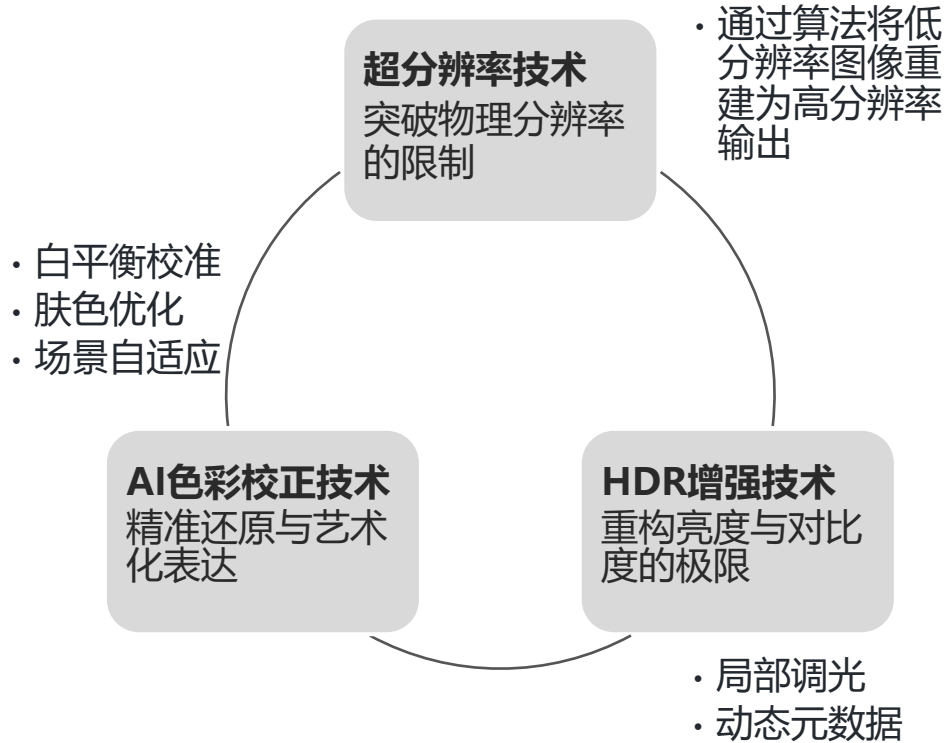 超分辨率技术
突破物理分辨率
的限制
· 通过算法将低
分辨率图像重
建为高分辨率
输出
· 白平衡校准
· 肤色优化
· 场景自适应
AI色彩校正技术
精准还原与艺术
化表达
HDR增强技术
重构亮度与对比
度的极限
· 局部调光
· 动态元数据